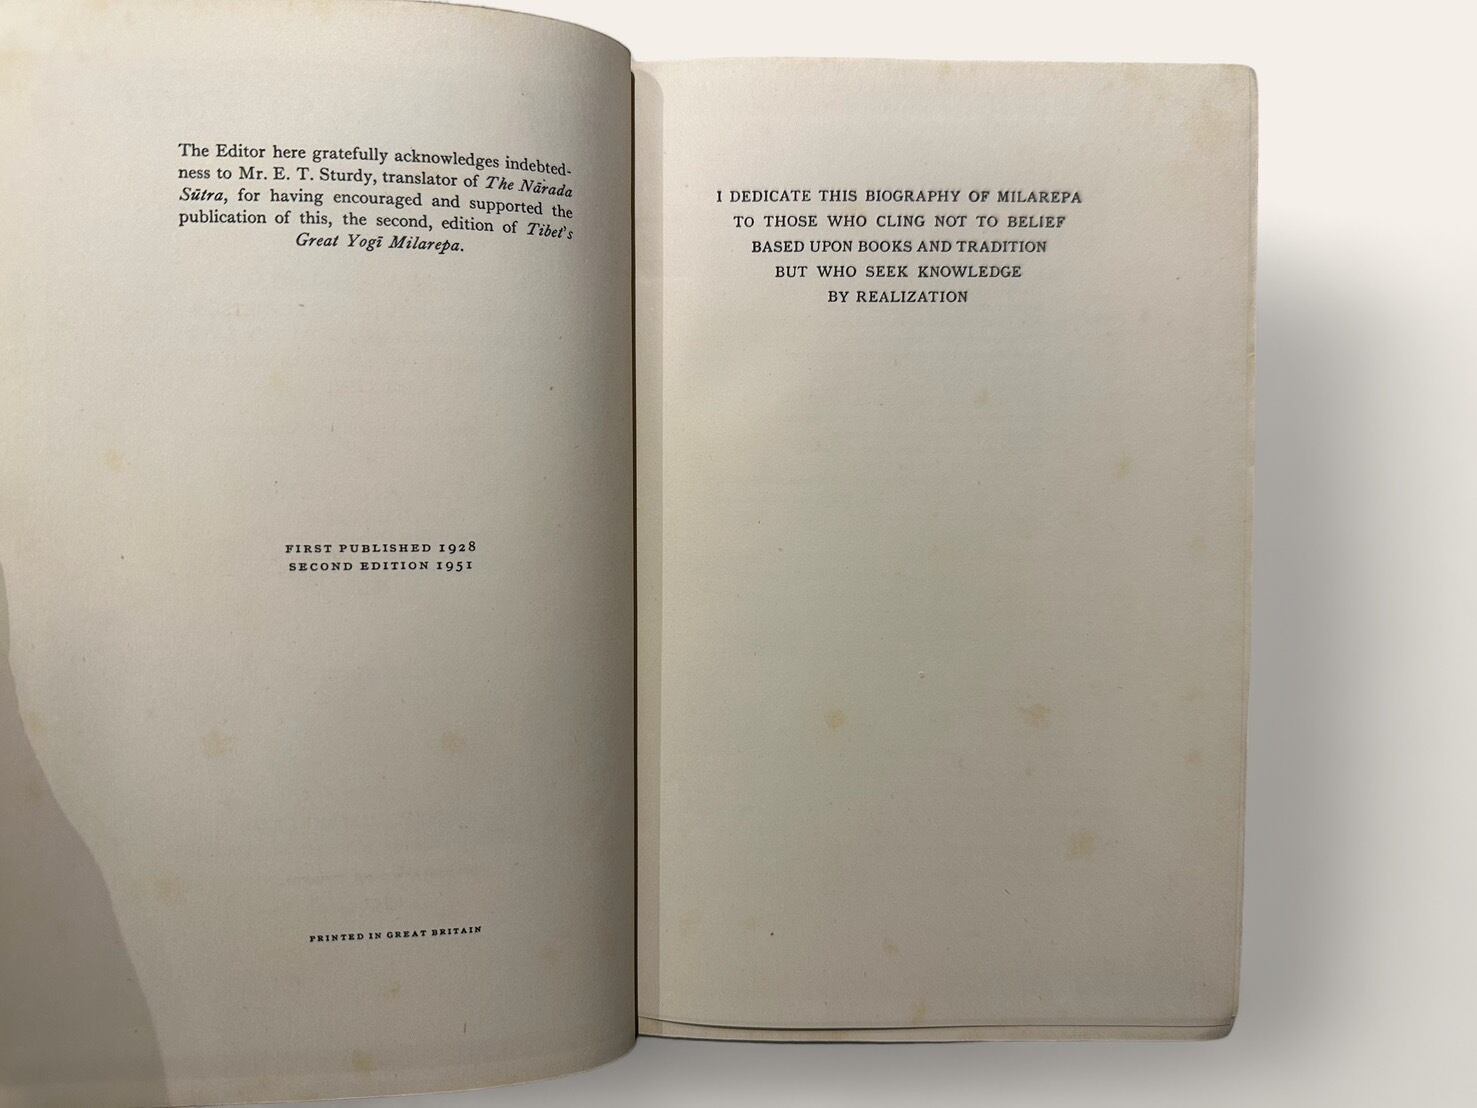 The Editor here gratefully acknowledges indebted-
ness to Mr. E. T. Sturdy, translator of The Nārada
Sūtra, for having encouraged and supported the
publication of this, the second, edition of Tibet's
Great Yogī Milarepa.
FIRST PUBLISHED 1928
SECOND EDITION 1951
PRINTED IN GREAT BRITAIN
I DEDICATE THIS BIOGRAPHY OF MILAREPA
TO THOSE WHO CLING NOT TO BELIEF
BASED UPON BOOKS AND TRADITION
BUT WHO SEEK KNOWLEDGE
BY REALIZATION